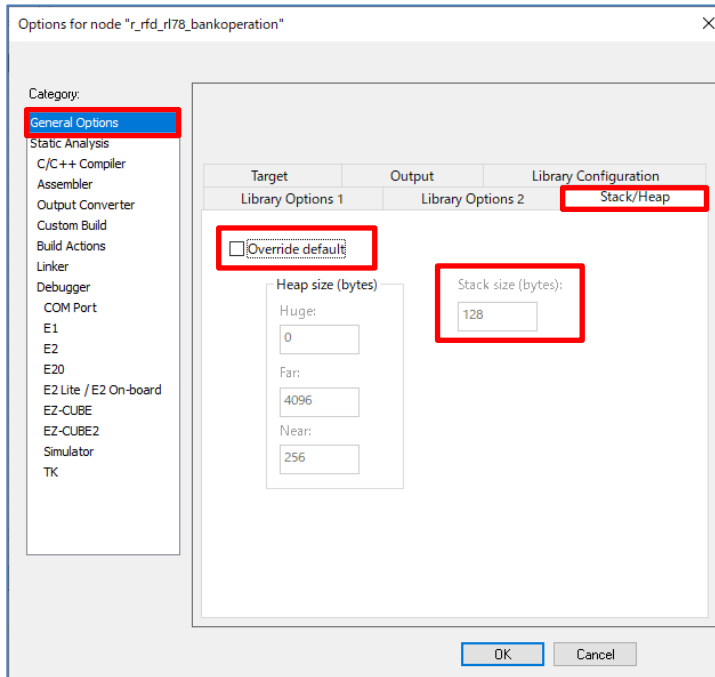 Options for node "r_rfd_rl78_bankoperation"
Category:
General Options
Static Analysis
C/C++ Compiler
Assembler
Output Converter
Custom Build
Build Actions
Linker
Debugger
COM Port
E1
E2
E20
E2 Lite / E2 On-board
EZ-CUBE
EZ-CUBE2
Simulator
TK
Target Output Library Configuration
Library Options 1 Library Options 2 Stack/Heap
Override default
Heap size (bytes)
Huge:
0
Far:
4096
Near:
256
Stack size (bytes):
128
OK Cancel